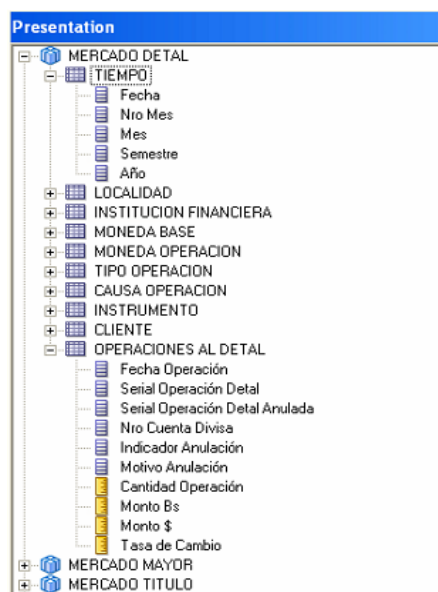 Presentation
MERCADO DETAL
TIEMPO
Fecha
Nro Mes
Mes
Semestre
Año
LOCALIDAD
INSTITUCION FINANCIERA
MONEDA BASE
MONEDA OPERACION
TIPO OPERACION
CAUSA OPERACION
INSTRUMENTO
CLIENTE
OPERACIONES AL DETAL
Fecha Operación
Serial Operación Detal
Serial Operación Detal Anulada
Nro Cuenta Divisa
Indicador Anulación
Motivo Anulación
Cantidad Operación
Monto Bs
Monto $
Tasa de Cambio
MERCADO MAYOR
MERCADO TITULO